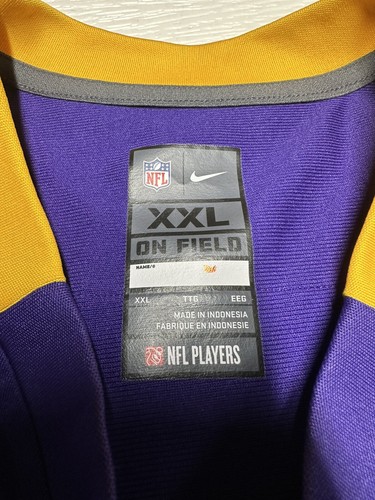 NFL
XXL
ON FIELD
NAME/#
XXL TTG EEG
MADE IN INDONESIA
FABRIQUÉ EN INDONÉSIE
NFL PLAYERS